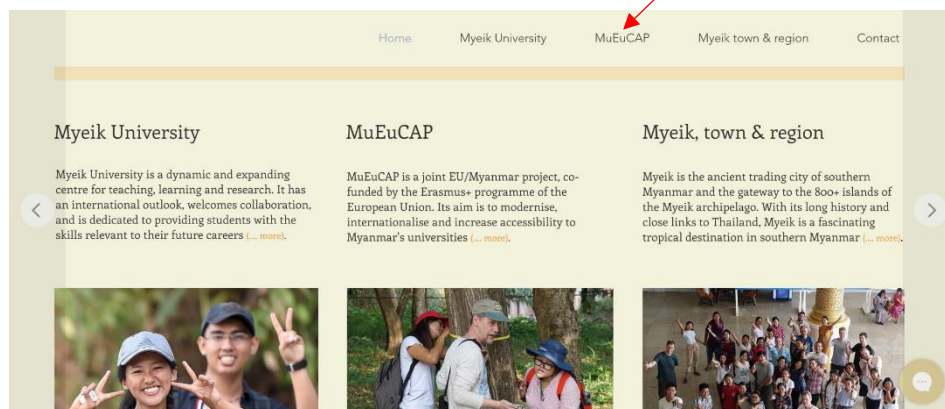 Home Myeik University MuEuCAP Myeik town & region Contact
Myeik University
Myeik University is a dynamic and expanding
centre for teaching, learning and research. It has
an international outlook, welcomes collaboration,
and is dedicated to providing students with the
skills relevant to their future careers (... more).
MuEuCAP
MuEuCAP is a joint EU/Myanmar project, co-
funded by the Erasmus+ programme of the
European Union. Its aim is to modernise,
internationalise and increase accessibility to
Myanmar's universities (... more).
Myeik, town & region
Myeik is the ancient trading city of southern
Myanmar and the gateway to the 800+ islands of
the Myeik archipelago. With its long history and
close links to Thailand, Myeik is a fascinating
tropical destination in southern Myanmar (... more).